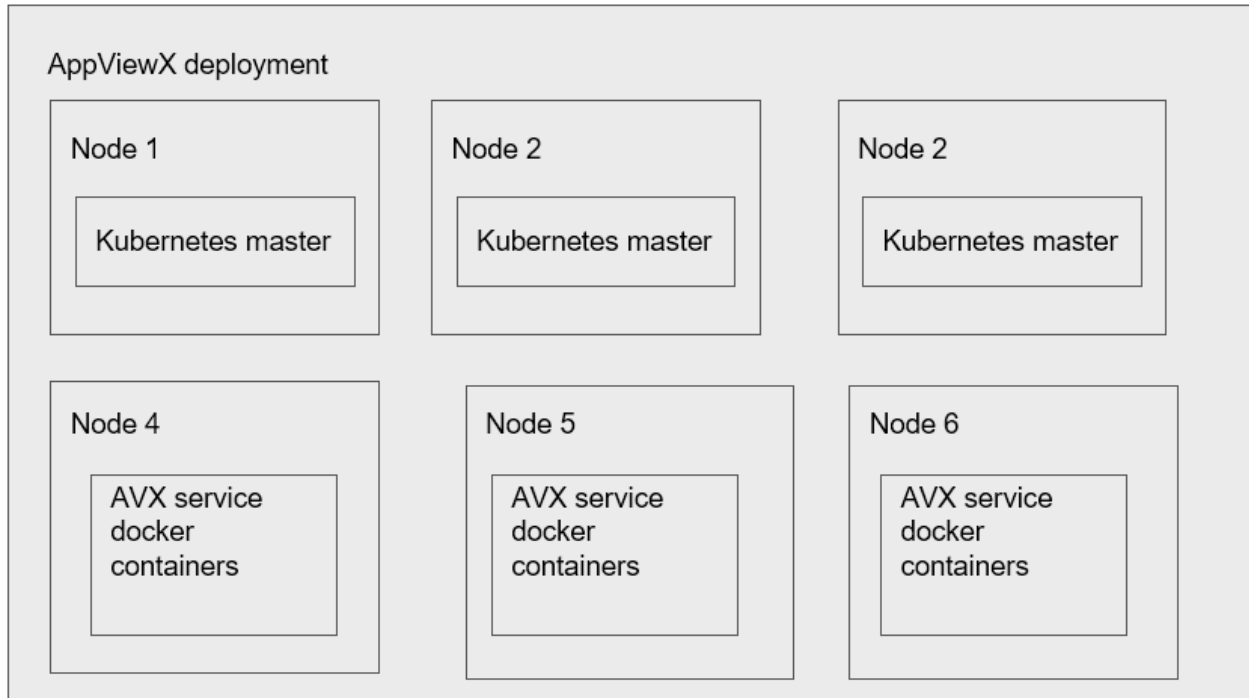 AppViewX deployment
Node 1
Kubernetes master
Node 2
Kubernetes master
Node 2
Kubernetes master
Node 4
AVX service
docker
containers
Node 5
AVX service
docker
containers
Node 6
AVX service
docker
containers